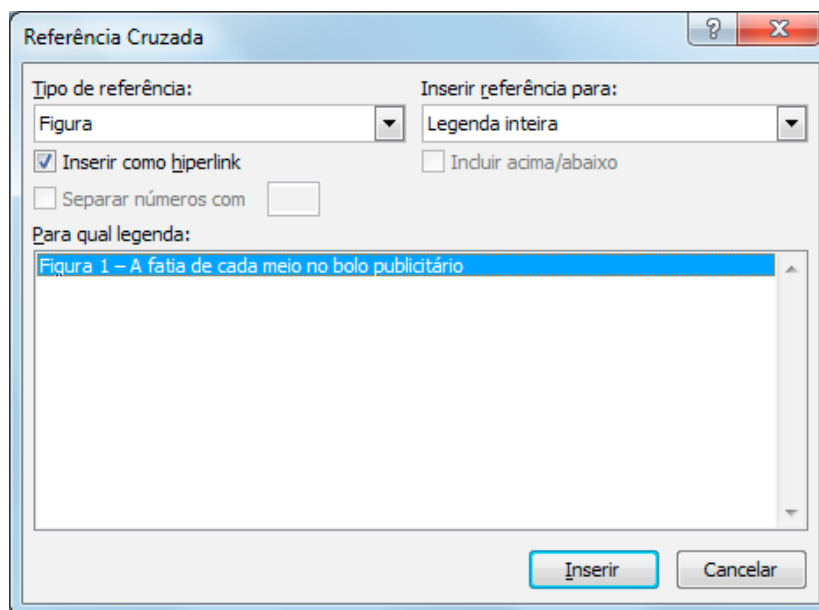 Referência Cruzada
Tipo de referência:
Inserir referência para:
Figura
Legenda inteira
Inserir como hiperlink
Incluir acima/abaixo
Separar números com
Para qual legenda:
Figura 1 – A fatia de cada meio no bolo publicitário
Inserir
Cancelar